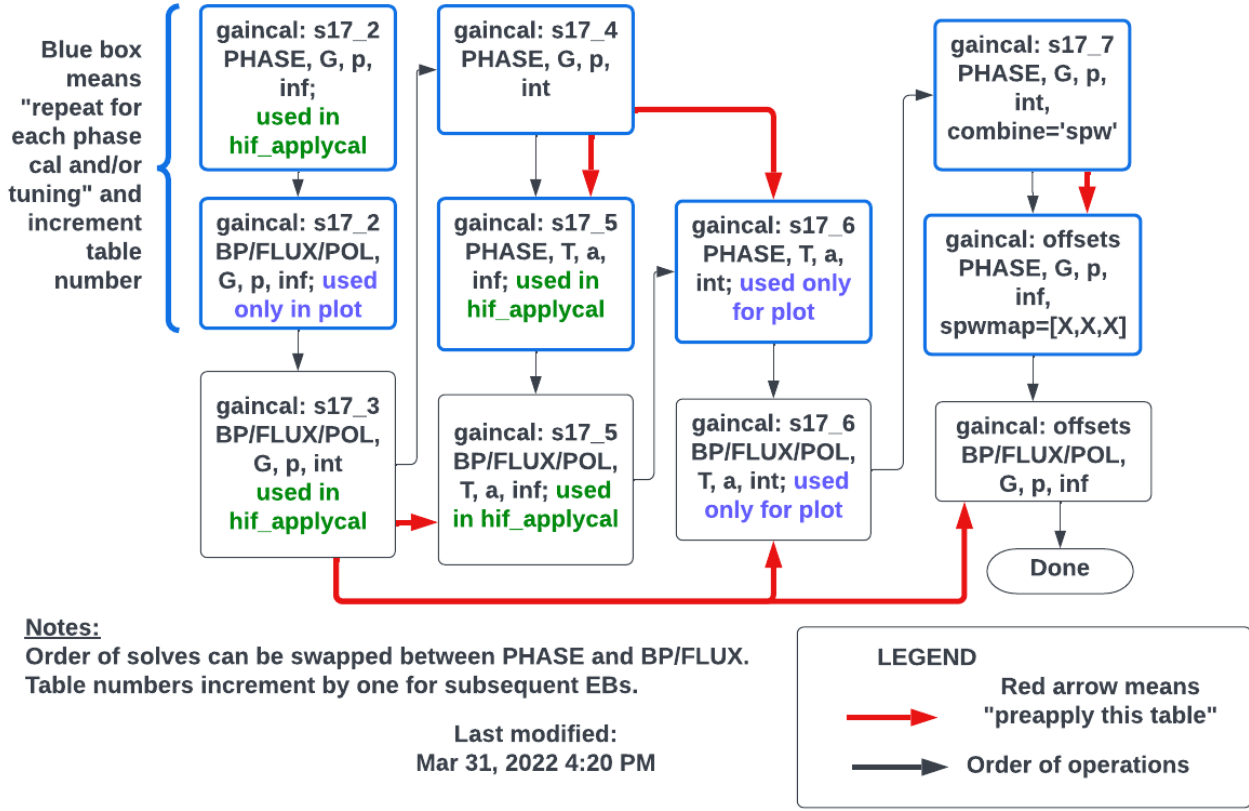 Blue box
means
"repeat for
each phase
cal and/or
tuning" and
increment
table
number
gaincal: s17_2
PHASE, G, p,
inf;
used in
hif_applycal
gaincal: s17_2
BP/FLUX/POL,
G, p, inf; used
only in plot
gaincal: s17_3
BP/FLUX/POL,
G, p, int
used in
hif_applycal
gaincal: s17_4
PHASE, G, p,
int
gaincal: s17_5
PHASE, T, a,
inf; used in
hif_applycal
gaincal: s17_5
BP/FLUX/POL,
T, a, inf; used
in hif_applycal
gaincal: s17_6
PHASE, T, a,
int; used only
for plot
gaincal: s17_6
BP/FLUX/POL,
T, a, int; used
only for plot
gaincal: s17_7
PHASE, G, p,
int,
combine='spw'
gaincal: offsets
PHASE, G, p,
inf,
spwmap=[X,X,X]
gaincal: offsets
BP/FLUX/POL,
G, p, inf
Done
Notes:
Order of solves can be swapped between PHASE and BP/FLUX.
Table numbers increment by one for subsequent EBs.
Last modified:
Mar 31, 2022 4:20 PM
LEGEND
Red arrow means
"preapply this table"
Order of operations